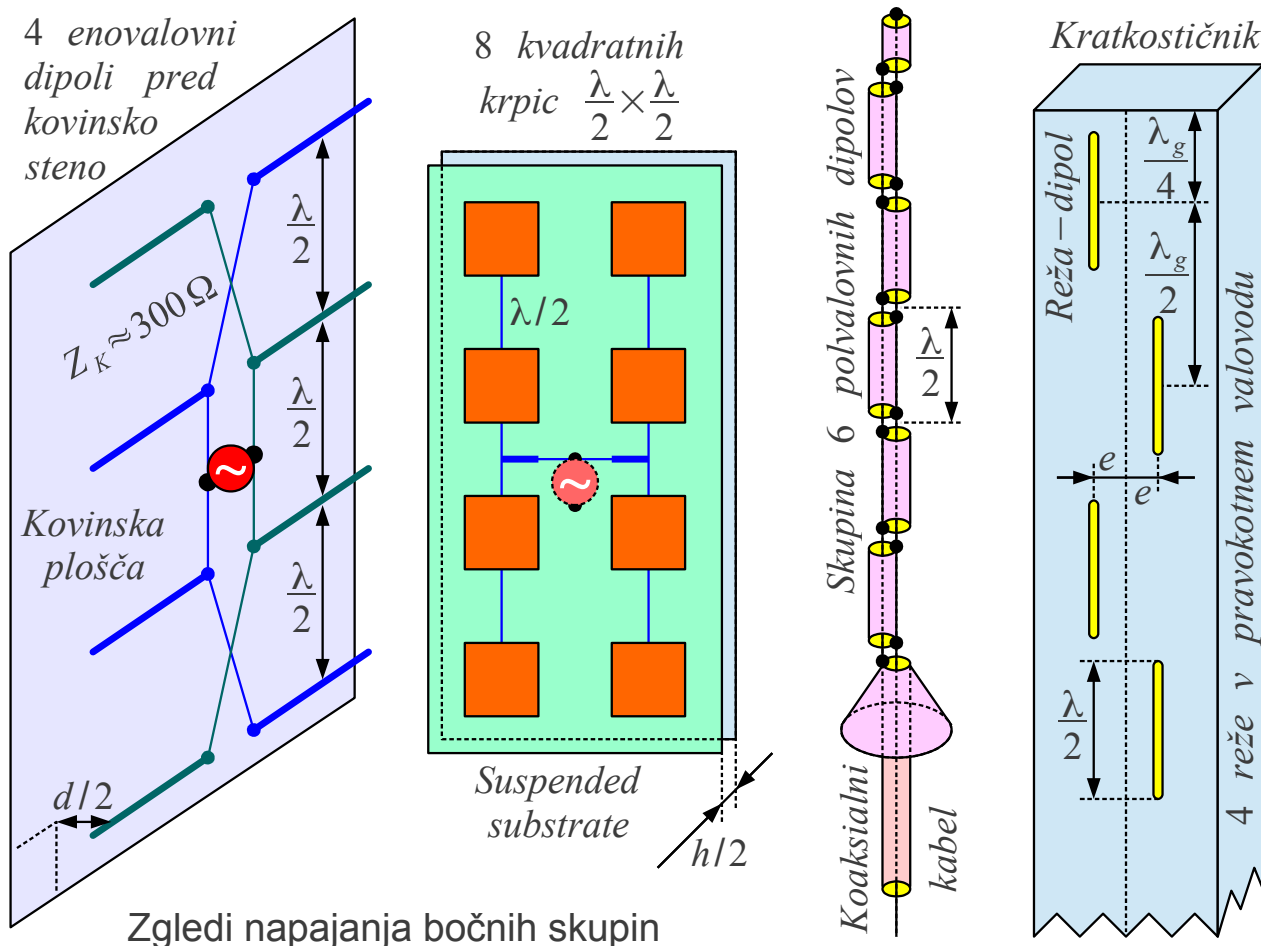 4 enovalovni
dipoli pred
kovinsko
steno
λ/2
λ/2
λ/2
Z_K≈300Ω
~
Kovinska
plošča
d/2
8 kvadratnih
krpic λ/2×λ/2
λ/2
~
Suspended
substrate
h/2
Skupina 6 polvalovnih dipolov
λ/2
Koaksialni
kabel
Kratkostičnik
Reža–dipol
λ_g/4
λ_g/2
e
e
λ/2
4 reže v pravokotnem valovodu
Zgledi napajanja bočnih skupin